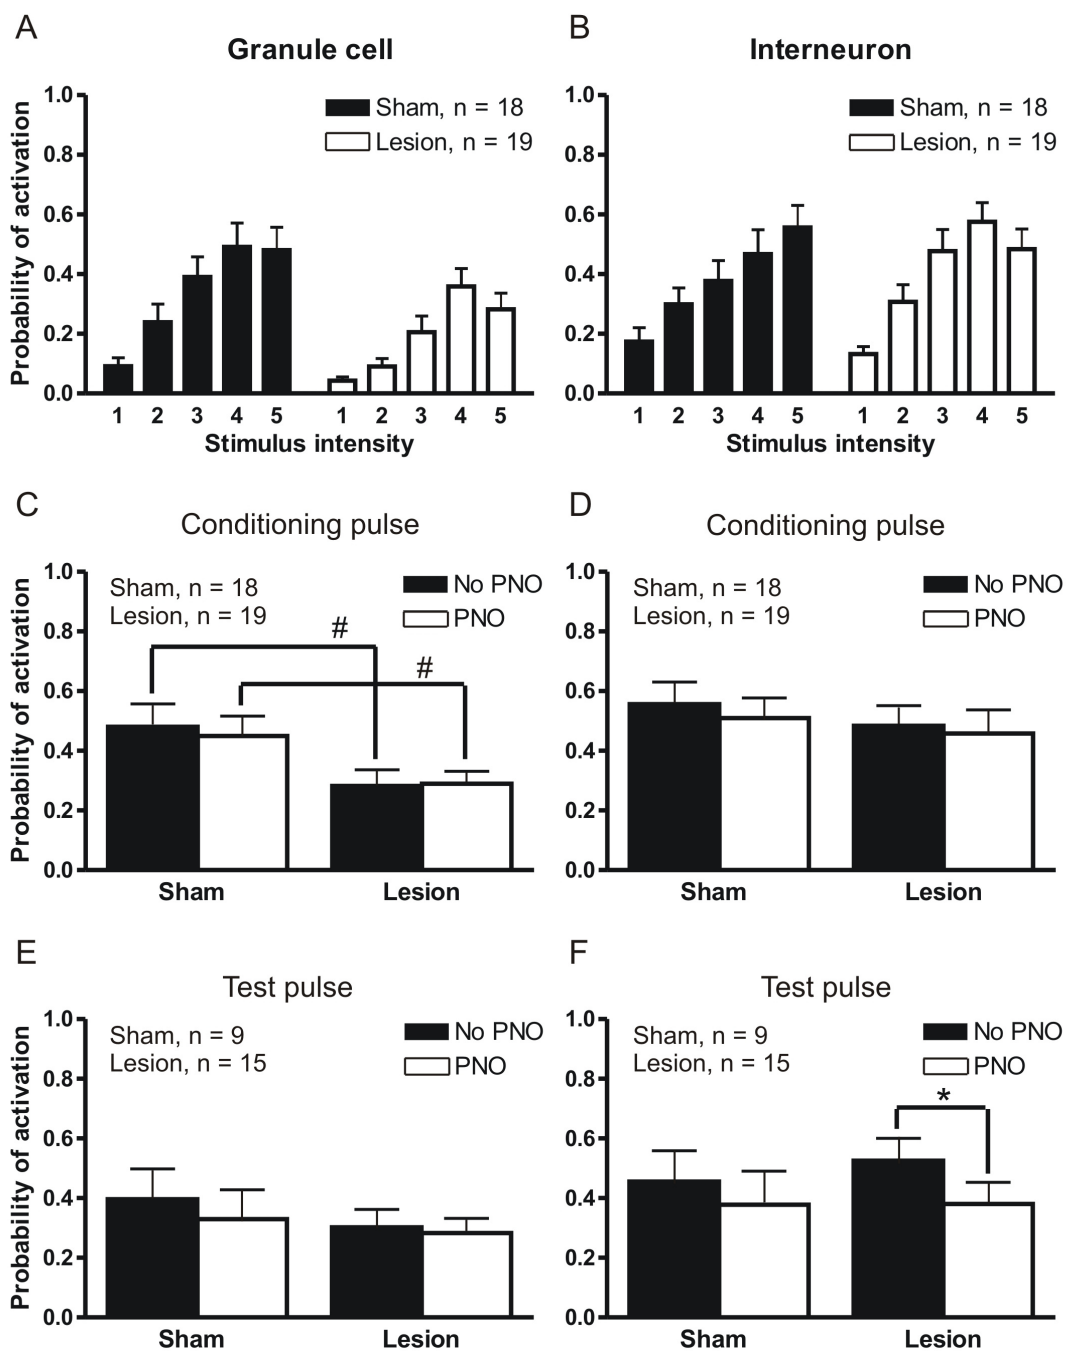 A
Granule cell
Probability of activation
1.0
0.8
0.6
0.4
0.2
0.0
Sham, n = 18
Lesion, n = 19
1 2 3 4 5 1 2 3 4 5
Stimulus intensity
B
Interneuron
1.0
0.8
0.6
0.4
0.2
0.0
Sham, n = 18
Lesion, n = 19
1 2 3 4 5 1 2 3 4 5
Stimulus intensity
C
Conditioning pulse
Probability of activation
1.0
0.8
0.6
0.4
0.2
0.0
Sham, n = 18
Lesion, n = 19
No PNO
PNO
#
#
Sham Lesion
D
Conditioning pulse
1.0
0.8
0.6
0.4
0.2
0.0
Sham, n = 18
Lesion, n = 19
No PNO
PNO
Sham Lesion
E
Test pulse
Probability of activation
1.0
0.8
0.6
0.4
0.2
0.0
Sham, n = 9
Lesion, n = 15
No PNO
PNO
Sham Lesion
F
Test pulse
1.0
0.8
0.6
0.4
0.2
0.0
Sham, n = 9
Lesion, n = 15
No PNO
PNO
*
Sham Lesion